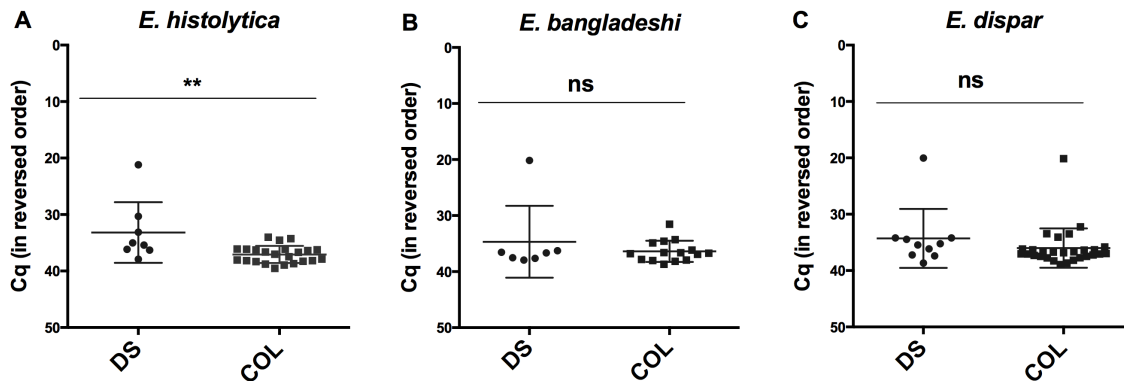 A E. histolytica
Cq (in reversed order)
0
10
20
30
40
50
**
DS COL
B E. bangladeshi
Cq (in reversed order)
0
10
20
30
40
50
ns
DS COL
C E. dispar
Cq (in reversed order)
0
10
20
30
40
50
ns
DS COL